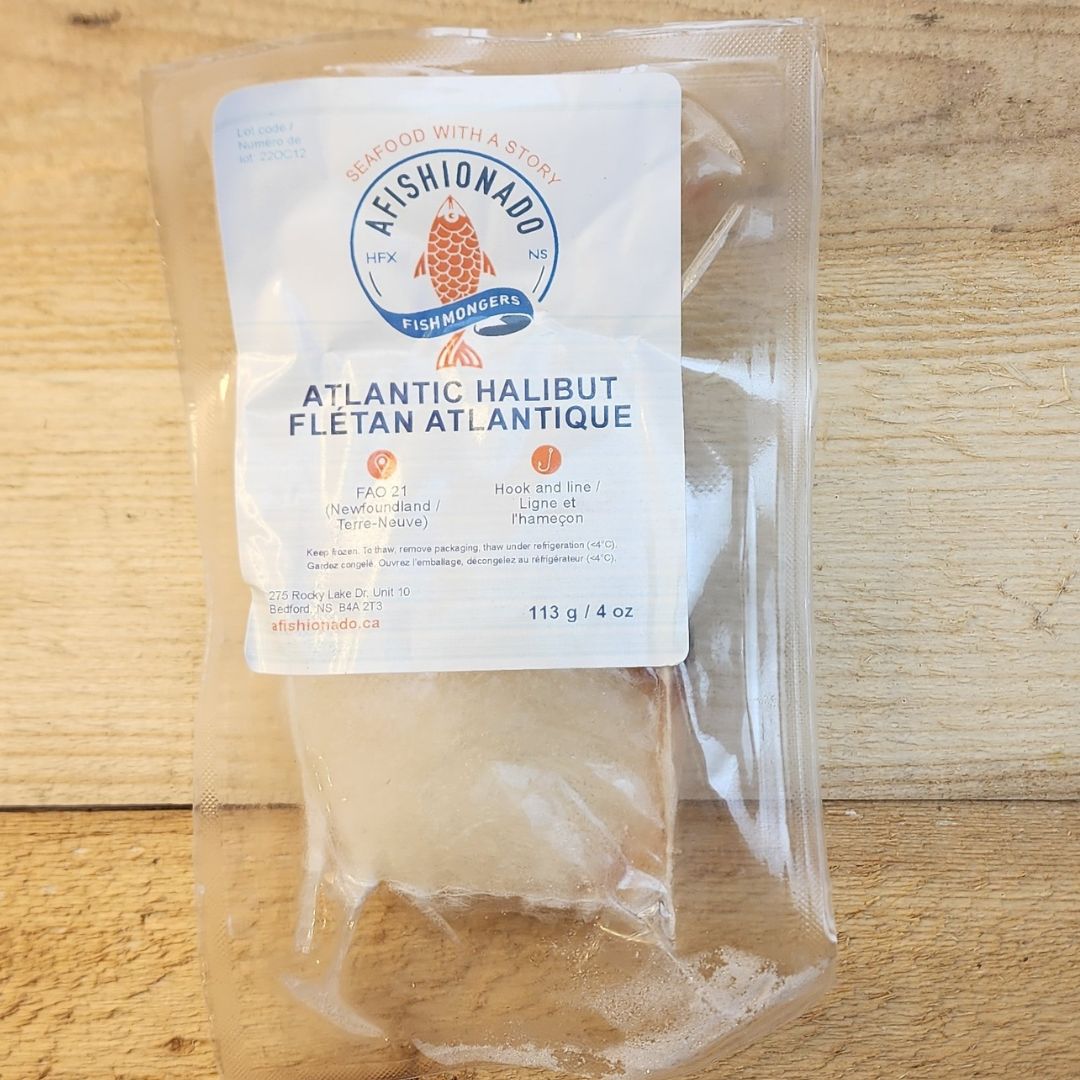 Lot code /
Numéro de
lot: 22OC12
SEAFOOD WITH A STORY
AFISHIONADO
HFX NS
FISHMONGERS
ATLANTIC HALIBUT
FLÉTAN ATLANTIQUE
FAO 21
(Newfoundland /
Terre-Neuve)
Hook and line /
Ligne et
l'hameçon
Keep frozen. To thaw, remove packaging, thaw under refrigeration (<4°C).
Gardez congelé. Ouvrez l'emballage, décongelez au réfrigérateur (<4°C).
275 Rocky Lake Dr, Unit 10
Bedford, NS, B4A 2T3
afishionado.ca
113 g / 4 oz